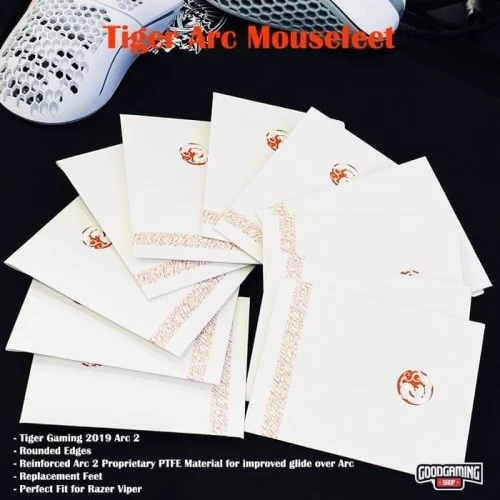 Tiger Arc Mousefeet
- Tiger Gaming 2019 Arc 2
- Rounded Edges
- Reinforced Arc 2 Proprietary PTFE Material for improved glide over Arc
- Replacement Feet
- Perfect Fit for Razer Viper
GOODGAMING
SHOP